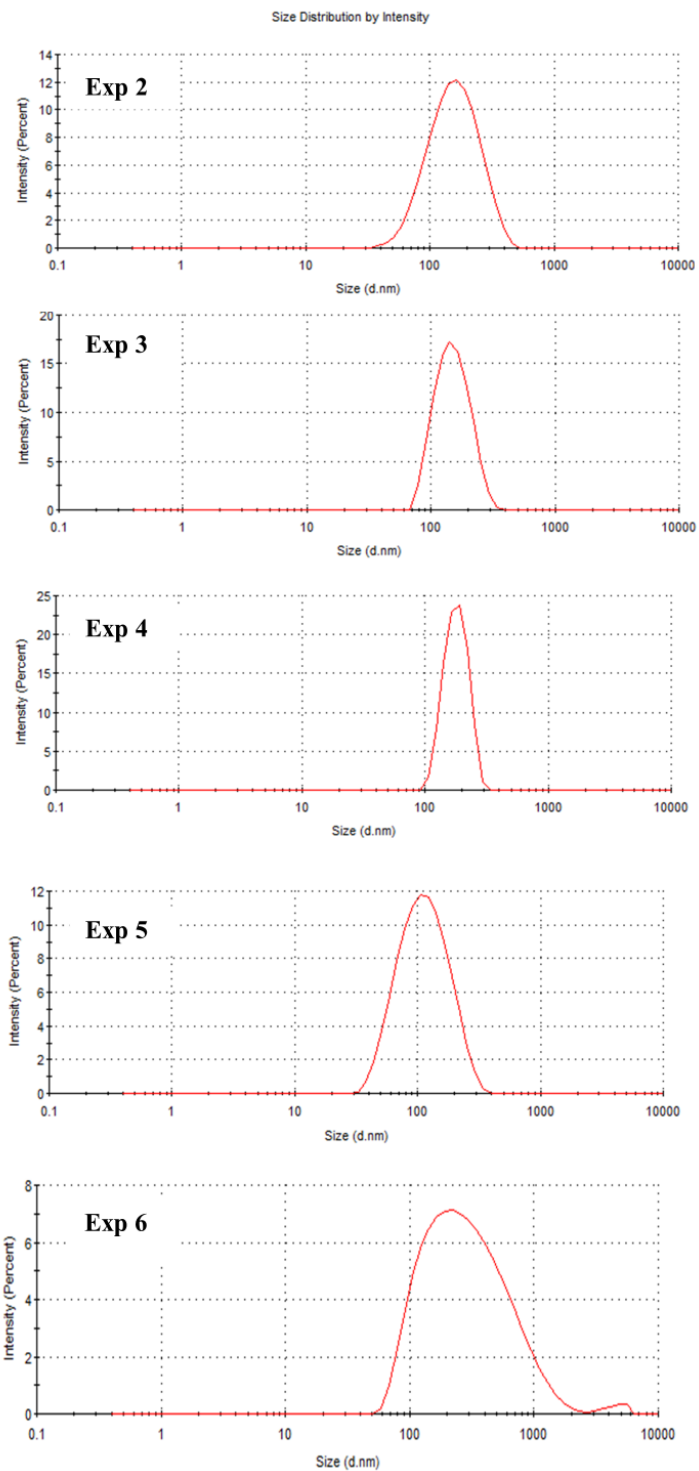 Size Distribution by Intensity
Exp 2
Intensity (Percent)
14
12
10
8
6
4
2
0
0.1 1 10 100 1000 10000
Size (d.nm)
Exp 3
Intensity (Percent)
20
15
10
5
0
0.1 1 10 100 1000 10000
Size (d.nm)
Exp 4
Intensity (Percent)
25
20
15
10
5
0
0.1 1 10 100 1000 10000
Size (d.nm)
Exp 5
Intensity (Percent)
12
10
8
6
4
2
0
0.1 1 10 100 1000 10000
Size (d.nm)
Exp 6
Intensity (Percent)
8
6
4
2
0
0.1 1 10 100 1000 10000
Size (d.nm)